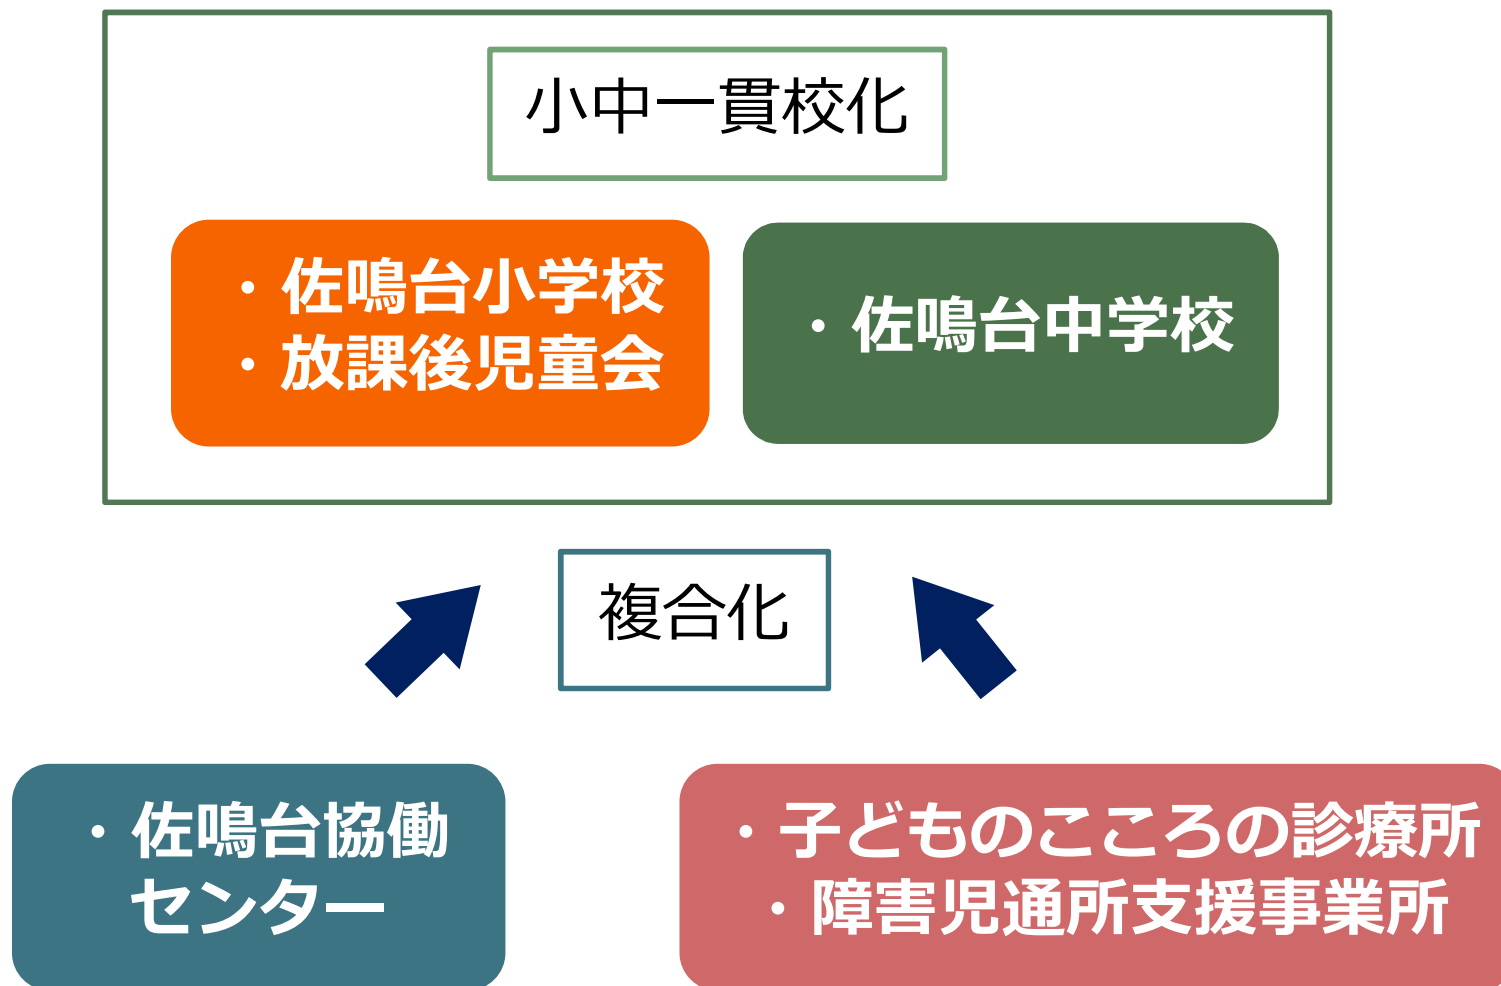 小中一貫校化
・佐鳴台小学校
・放課後児童会
・佐鳴台中学校
複合化
・佐鳴台協働
センター
・子どものこころの診療所
・障害児通所支援事業所